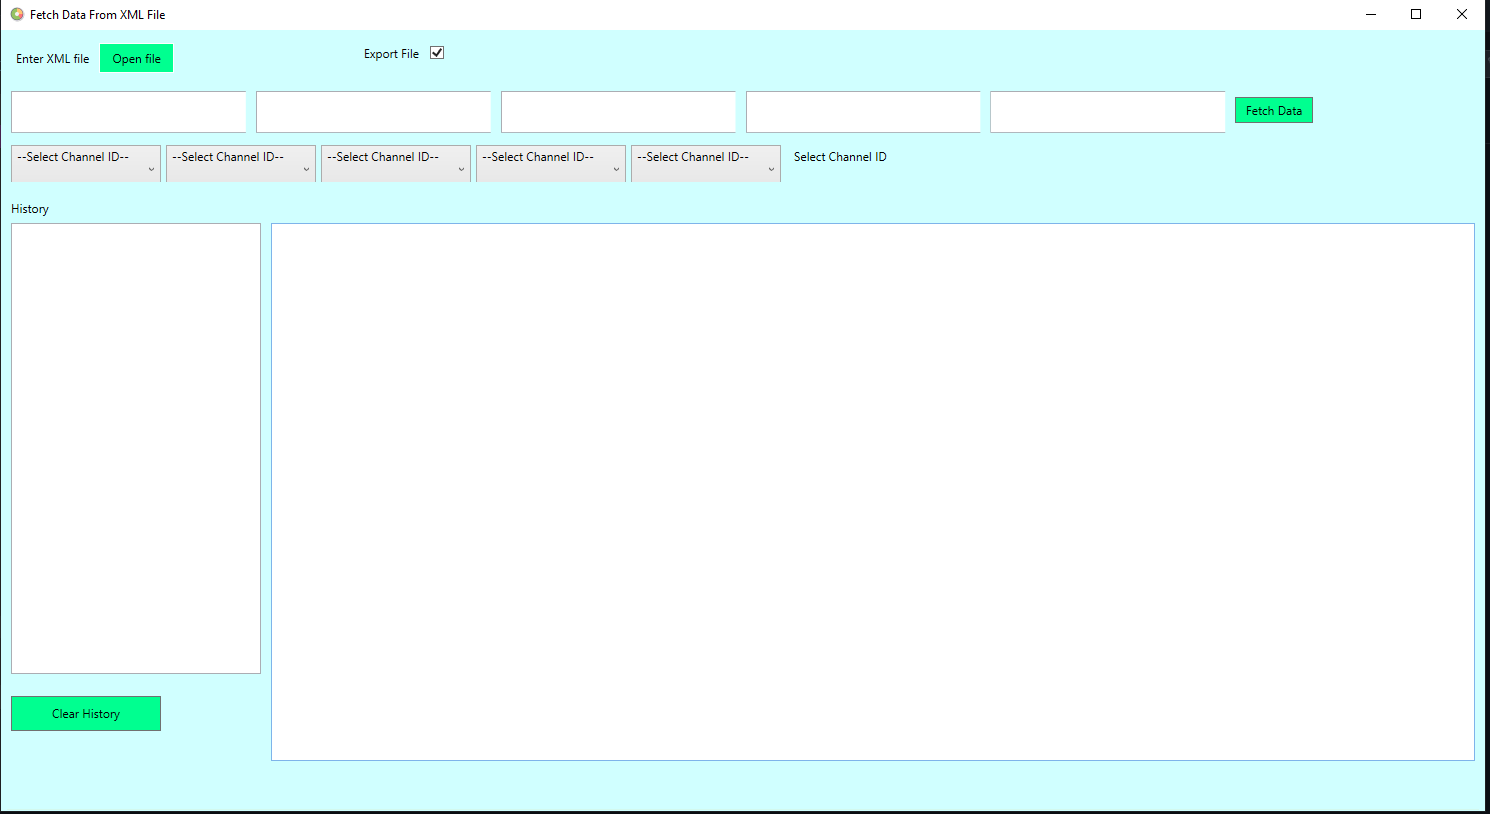 Fetch Data From XML File
Enter XML file Open file Export File
Fetch Data
--Select Channel ID-- --Select Channel ID-- --Select Channel ID-- --Select Channel ID-- --Select Channel ID-- Select Channel ID
History
Clear History